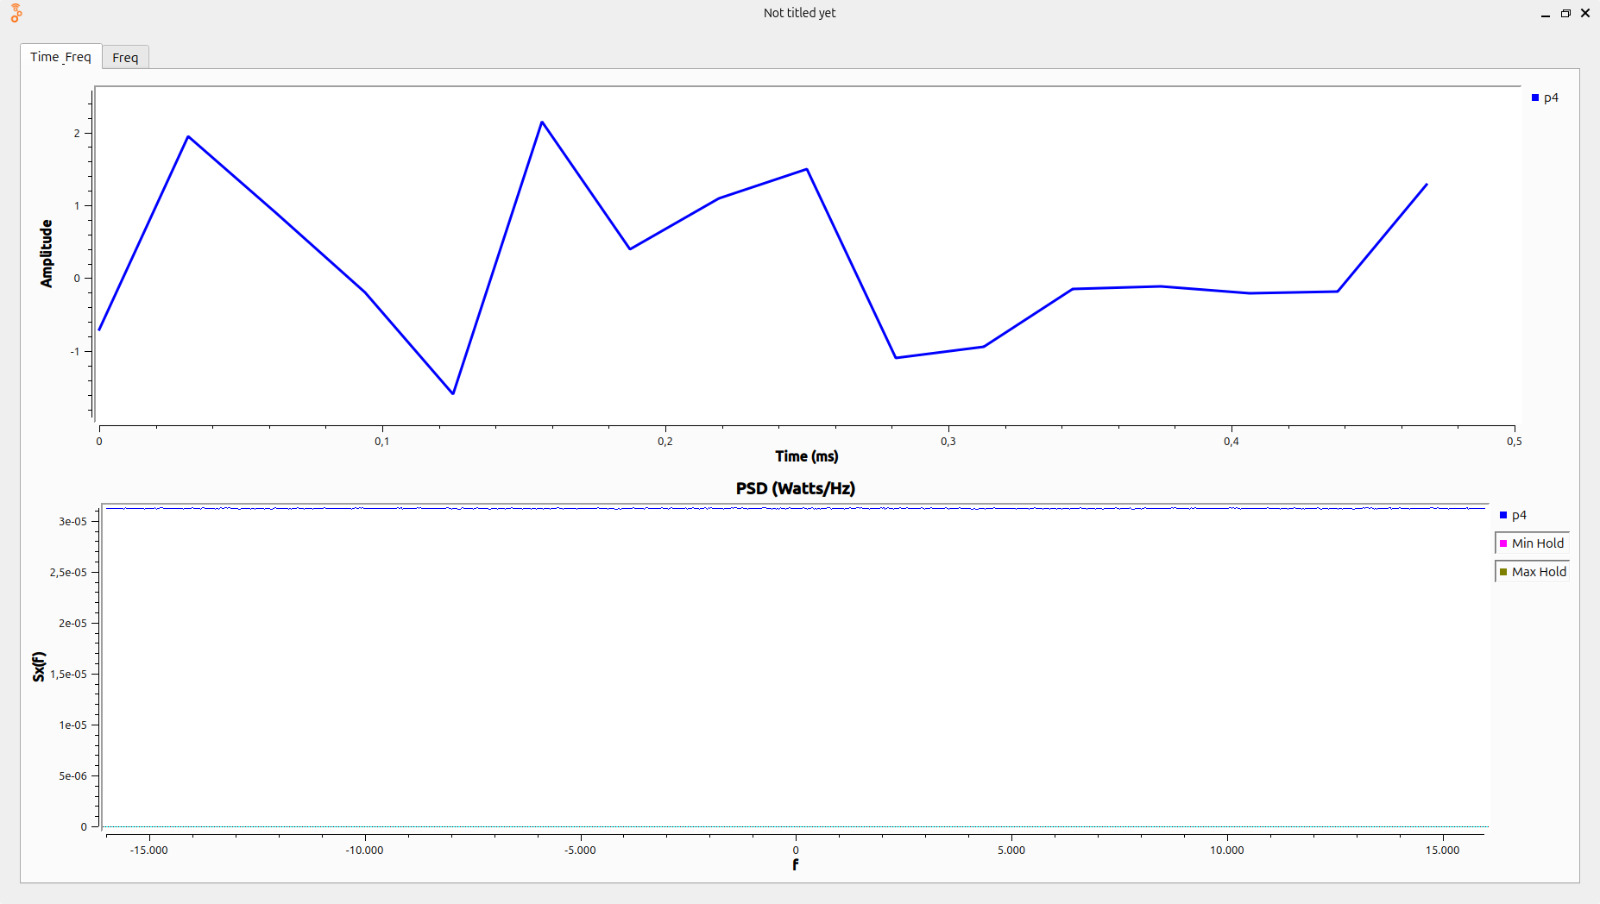 Not titled yet
Time_Freq
Freq
p4
2
1
0
-1
Amplitude
0
0,1
0,2
0,3
0,4
0,5
Time (ms)
PSD (Watts/Hz)
p4
Min Hold
Max Hold
3e-05
2,5e-05
2e-05
1,5e-05
1e-05
5e-06
0
Sx(f)
-15.000
-10.000
-5.000
0
5.000
10.000
15.000
f